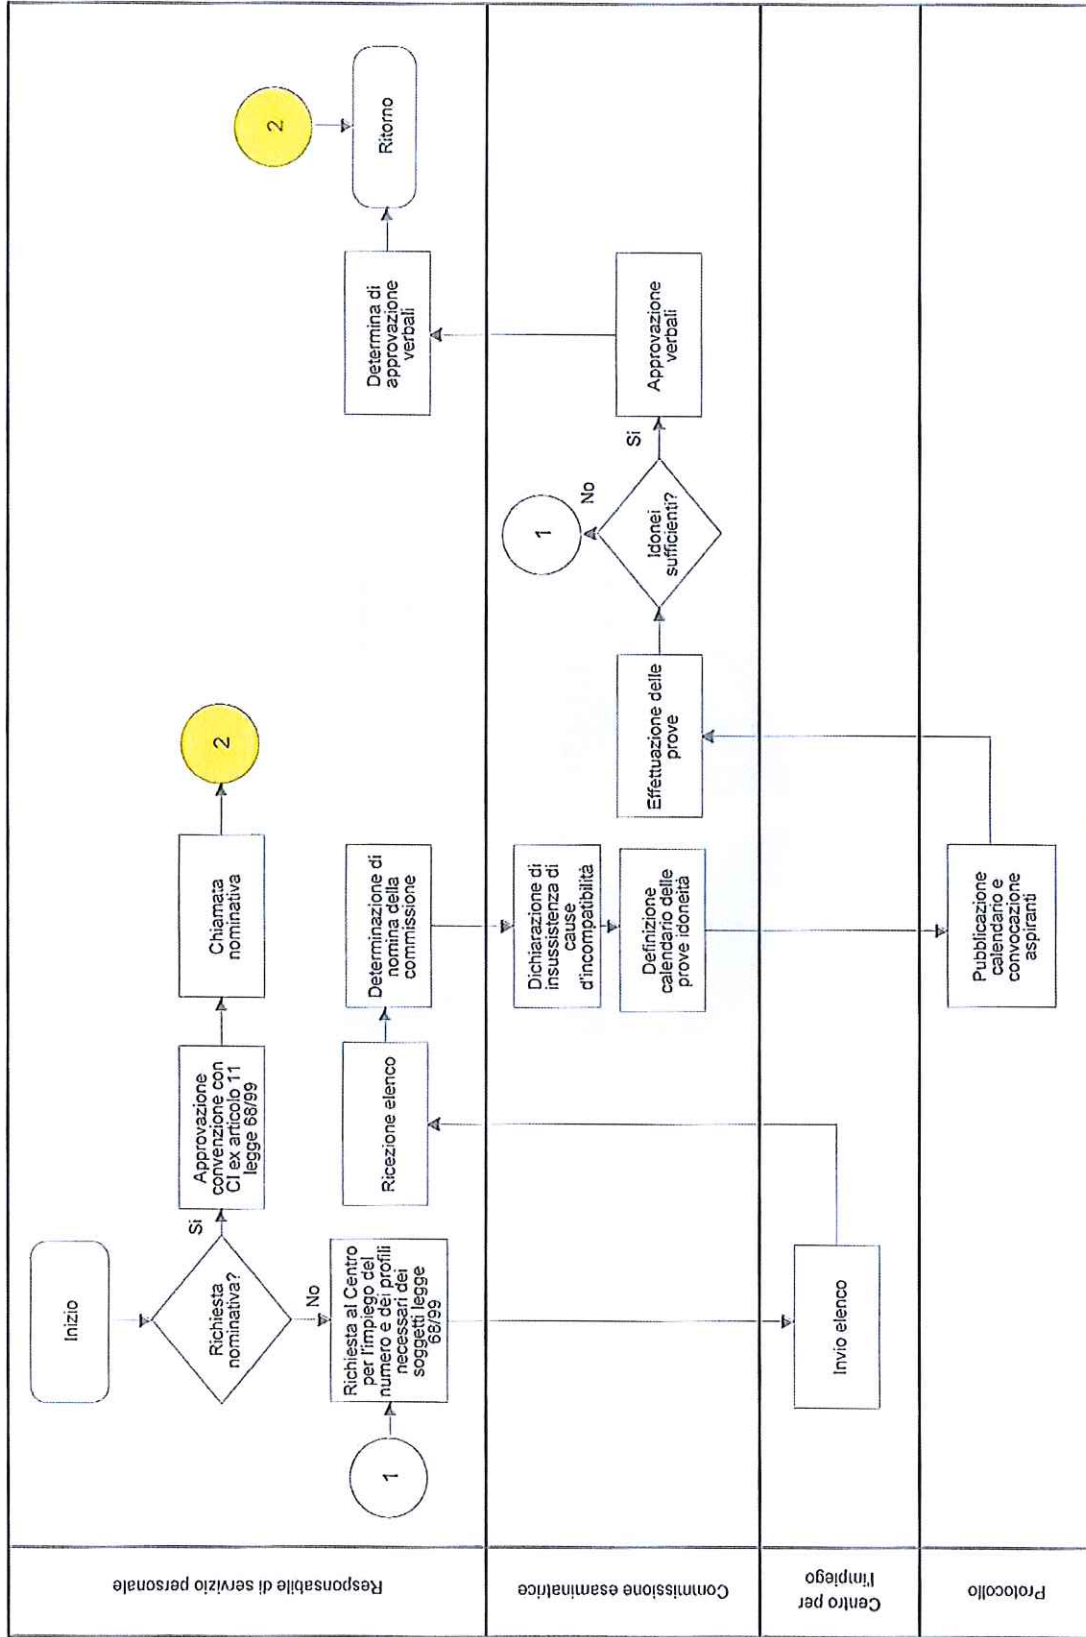 Responsabile di servizio personale
Inizio
Richiesta
nominativa?
Si
No
Approvazione
convenzione con
CI ex articolo 11
legge 68/99
Chiamata
nominativa
2
1
Richiesta al Centro
per l'impiego del
numero e dei profili
necessari dei
soggetti legge
68/99
Ricezione elenco
Determinazione di
nomina della
commissione
Determina di
approvazione
verbali
2
Ritorno
Commissione esaminatrice
Dichiarazione di
insussistenza di
cause
d'incompatibilità
Definizione
calendario delle
prove idoneità
Effettuazione delle
prove
Idonei
sufficienti?
No
1
Si
Approvazione
verbali
Centro per
l'impiego
Invio elenco
Protocollo
Pubblicazione
calendario e
convocazione
aspiranti